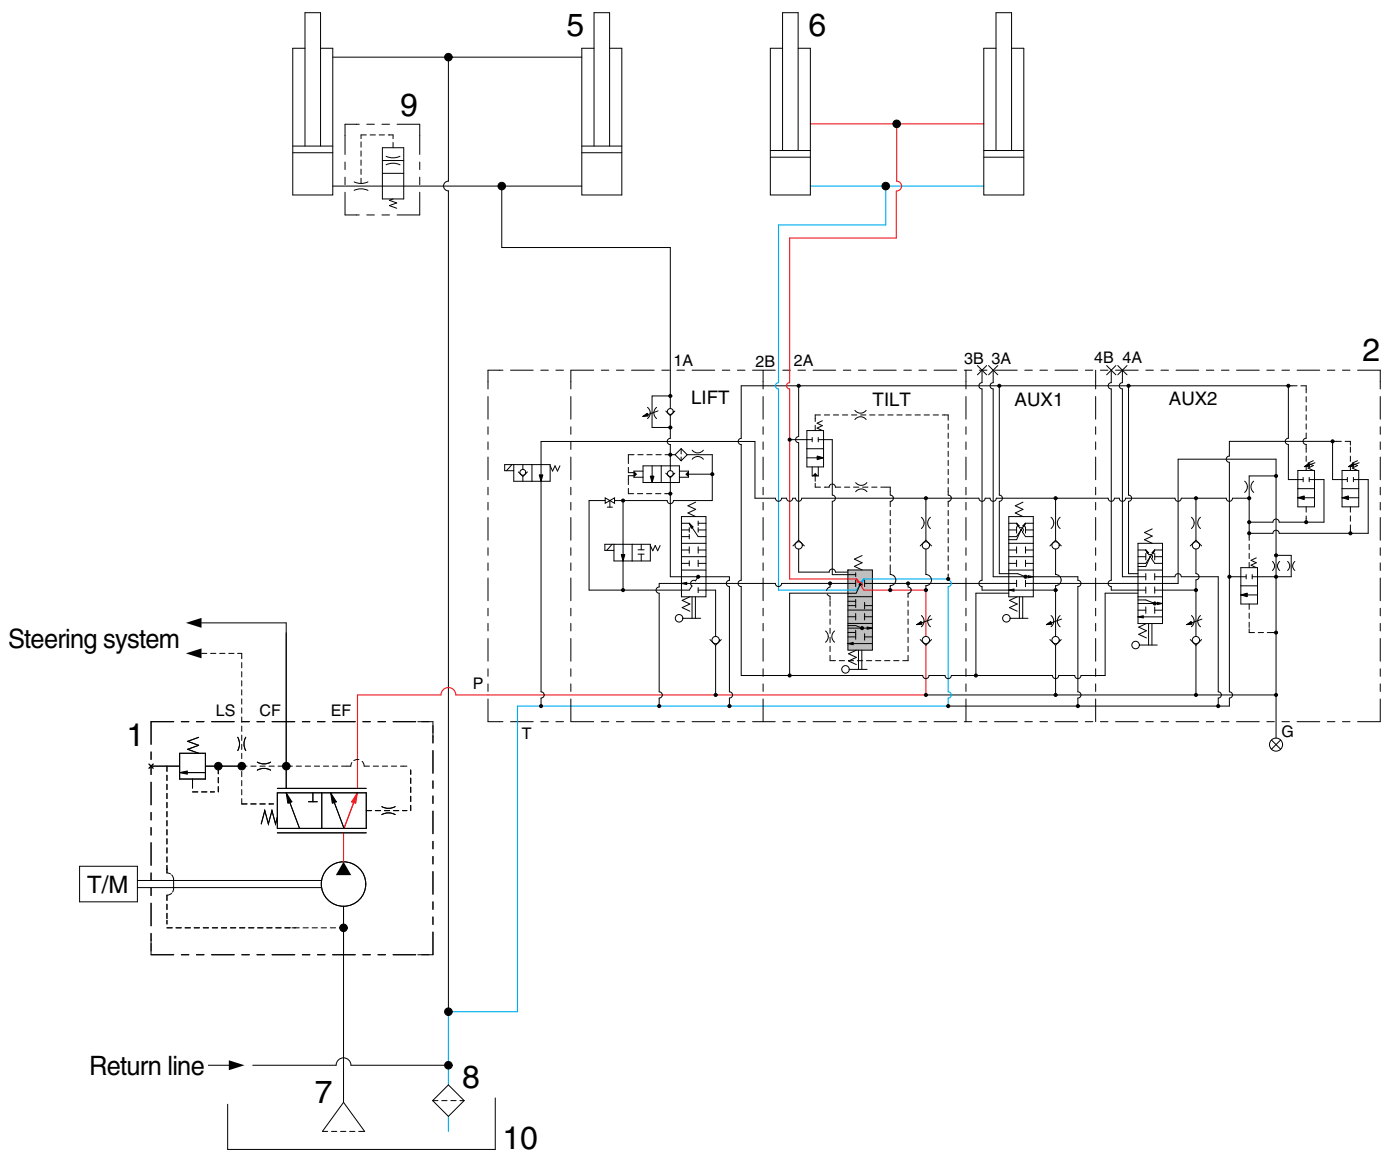 5
6
9
1A
2B
2A
3B
3A
4B
4A
2
LIFT
TILT
AUX1
AUX2
Steering system
P
LS
CF
EF
1
T
G
T/M
Return line
7
8
10